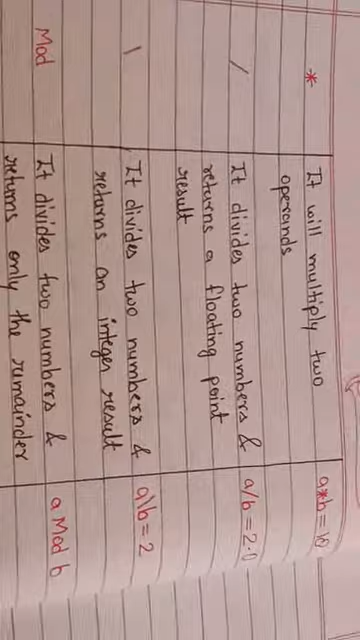 * It will multiply two a*b = 10
operands
/ It divides two numbers & a/b = 2.0
returns a floating point
result
\ It divides two numbers & a\b = 2
returns an integer result
Mod It divides two numbers & a Mod b
returns only the remainder